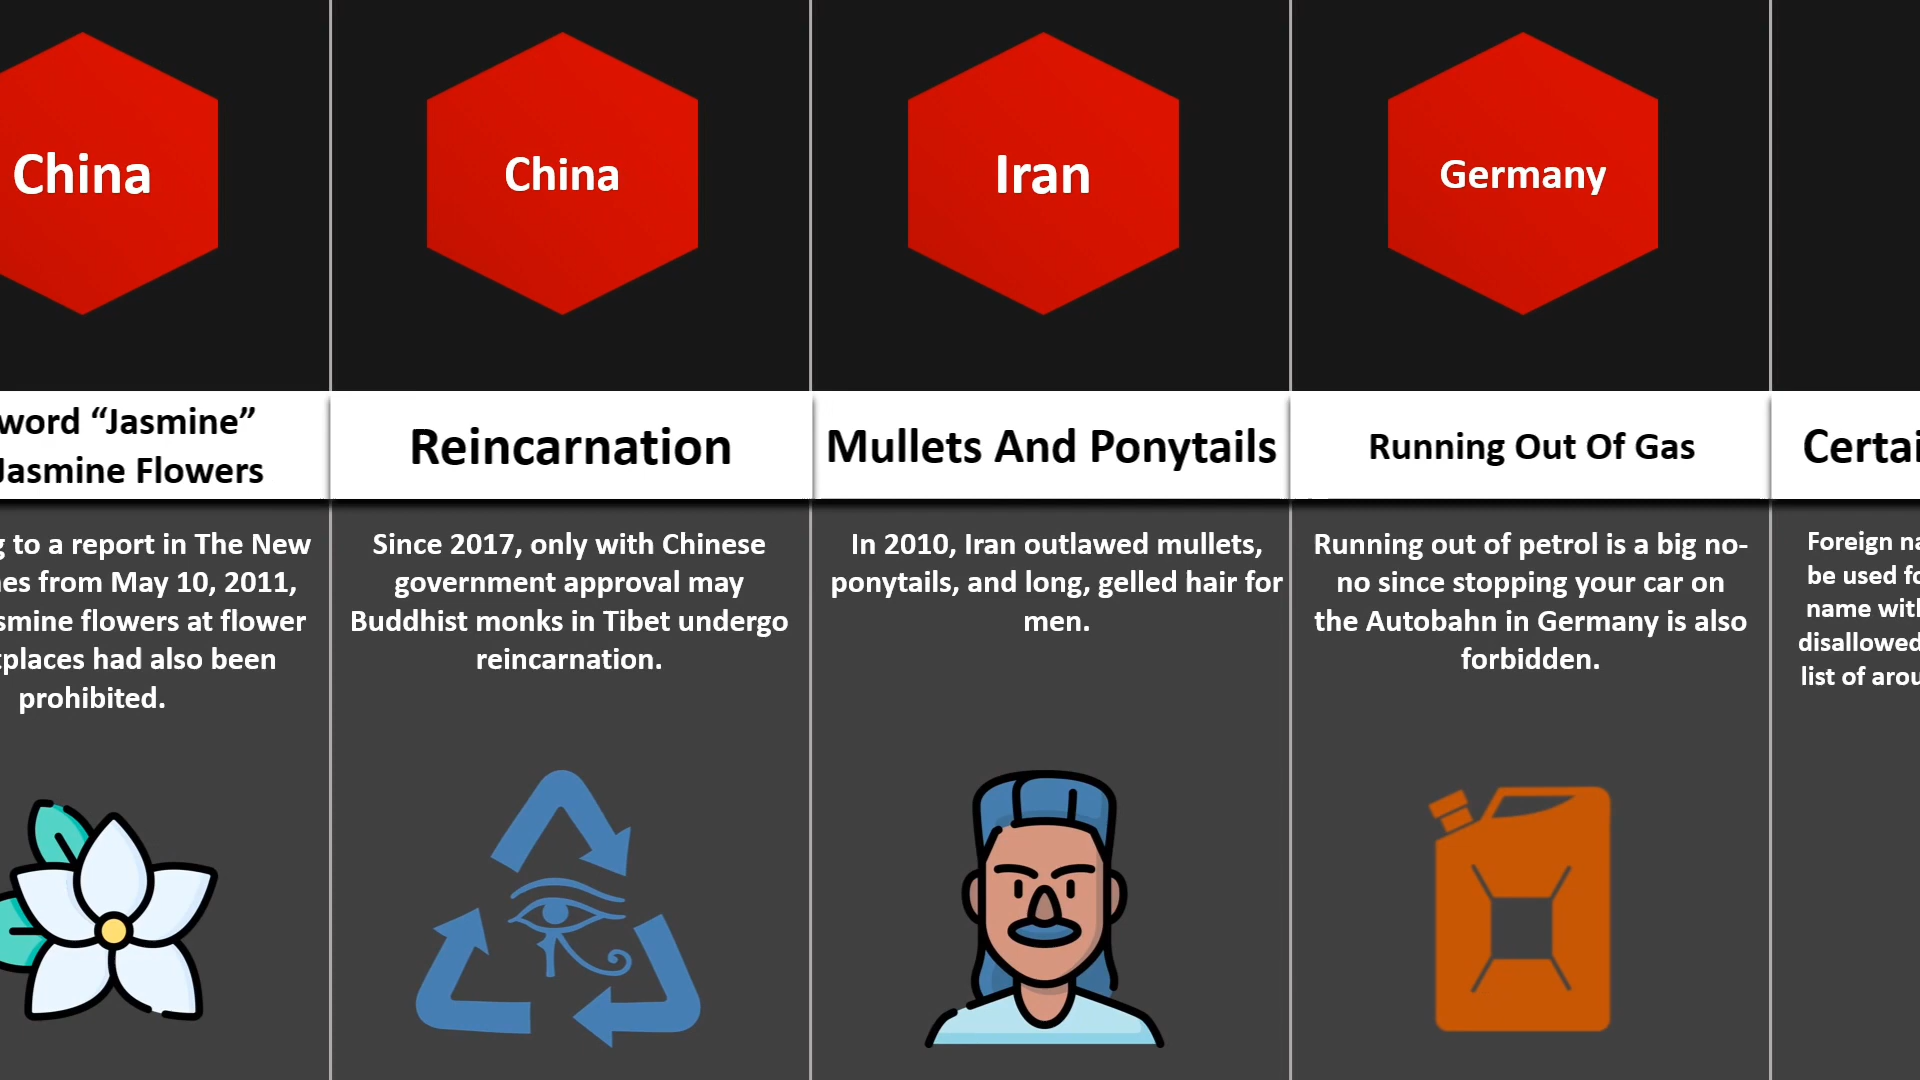 China
word “Jasmine”
Jasmine Flowers
to a report in The New
from May 10, 2011,
flowers at flower
had also been
prohibited.
China
Reincarnation
Since 2017, only with Chinese
government approval may
Buddhist monks in Tibet undergo
reincarnation.
Iran
Mullets And Ponytails
In 2010, Iran outlawed mullets,
ponytails, and long, gelled hair for
men.
Germany
Running Out Of Gas
Running out of petrol is a big no-
no since stopping your car on
the Autobahn in Germany is also
forbidden.
Foreign
be used
name
disallowed
list of